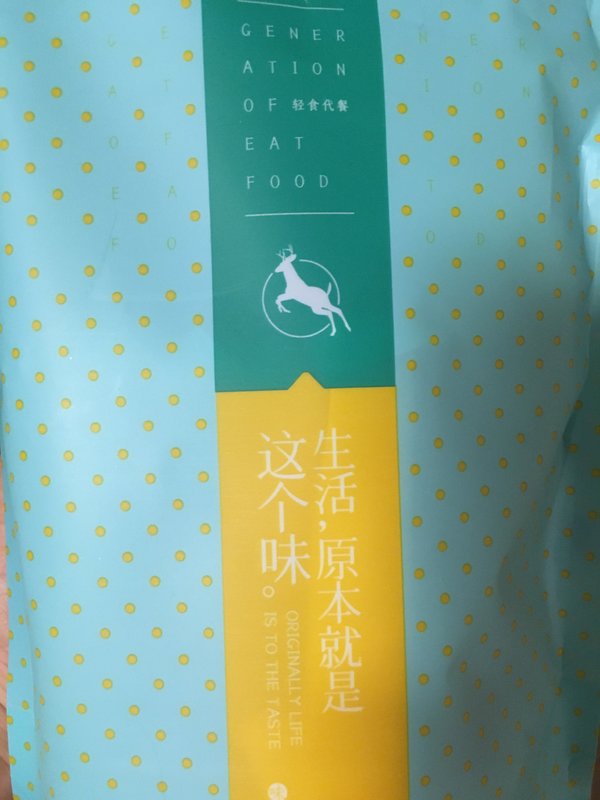 GENER
ATION
OF 轻食代餐
EAT
FOOD
生活，原本就是
这个味。
ORIGINALLY LIFE
IS TO THE TASTE